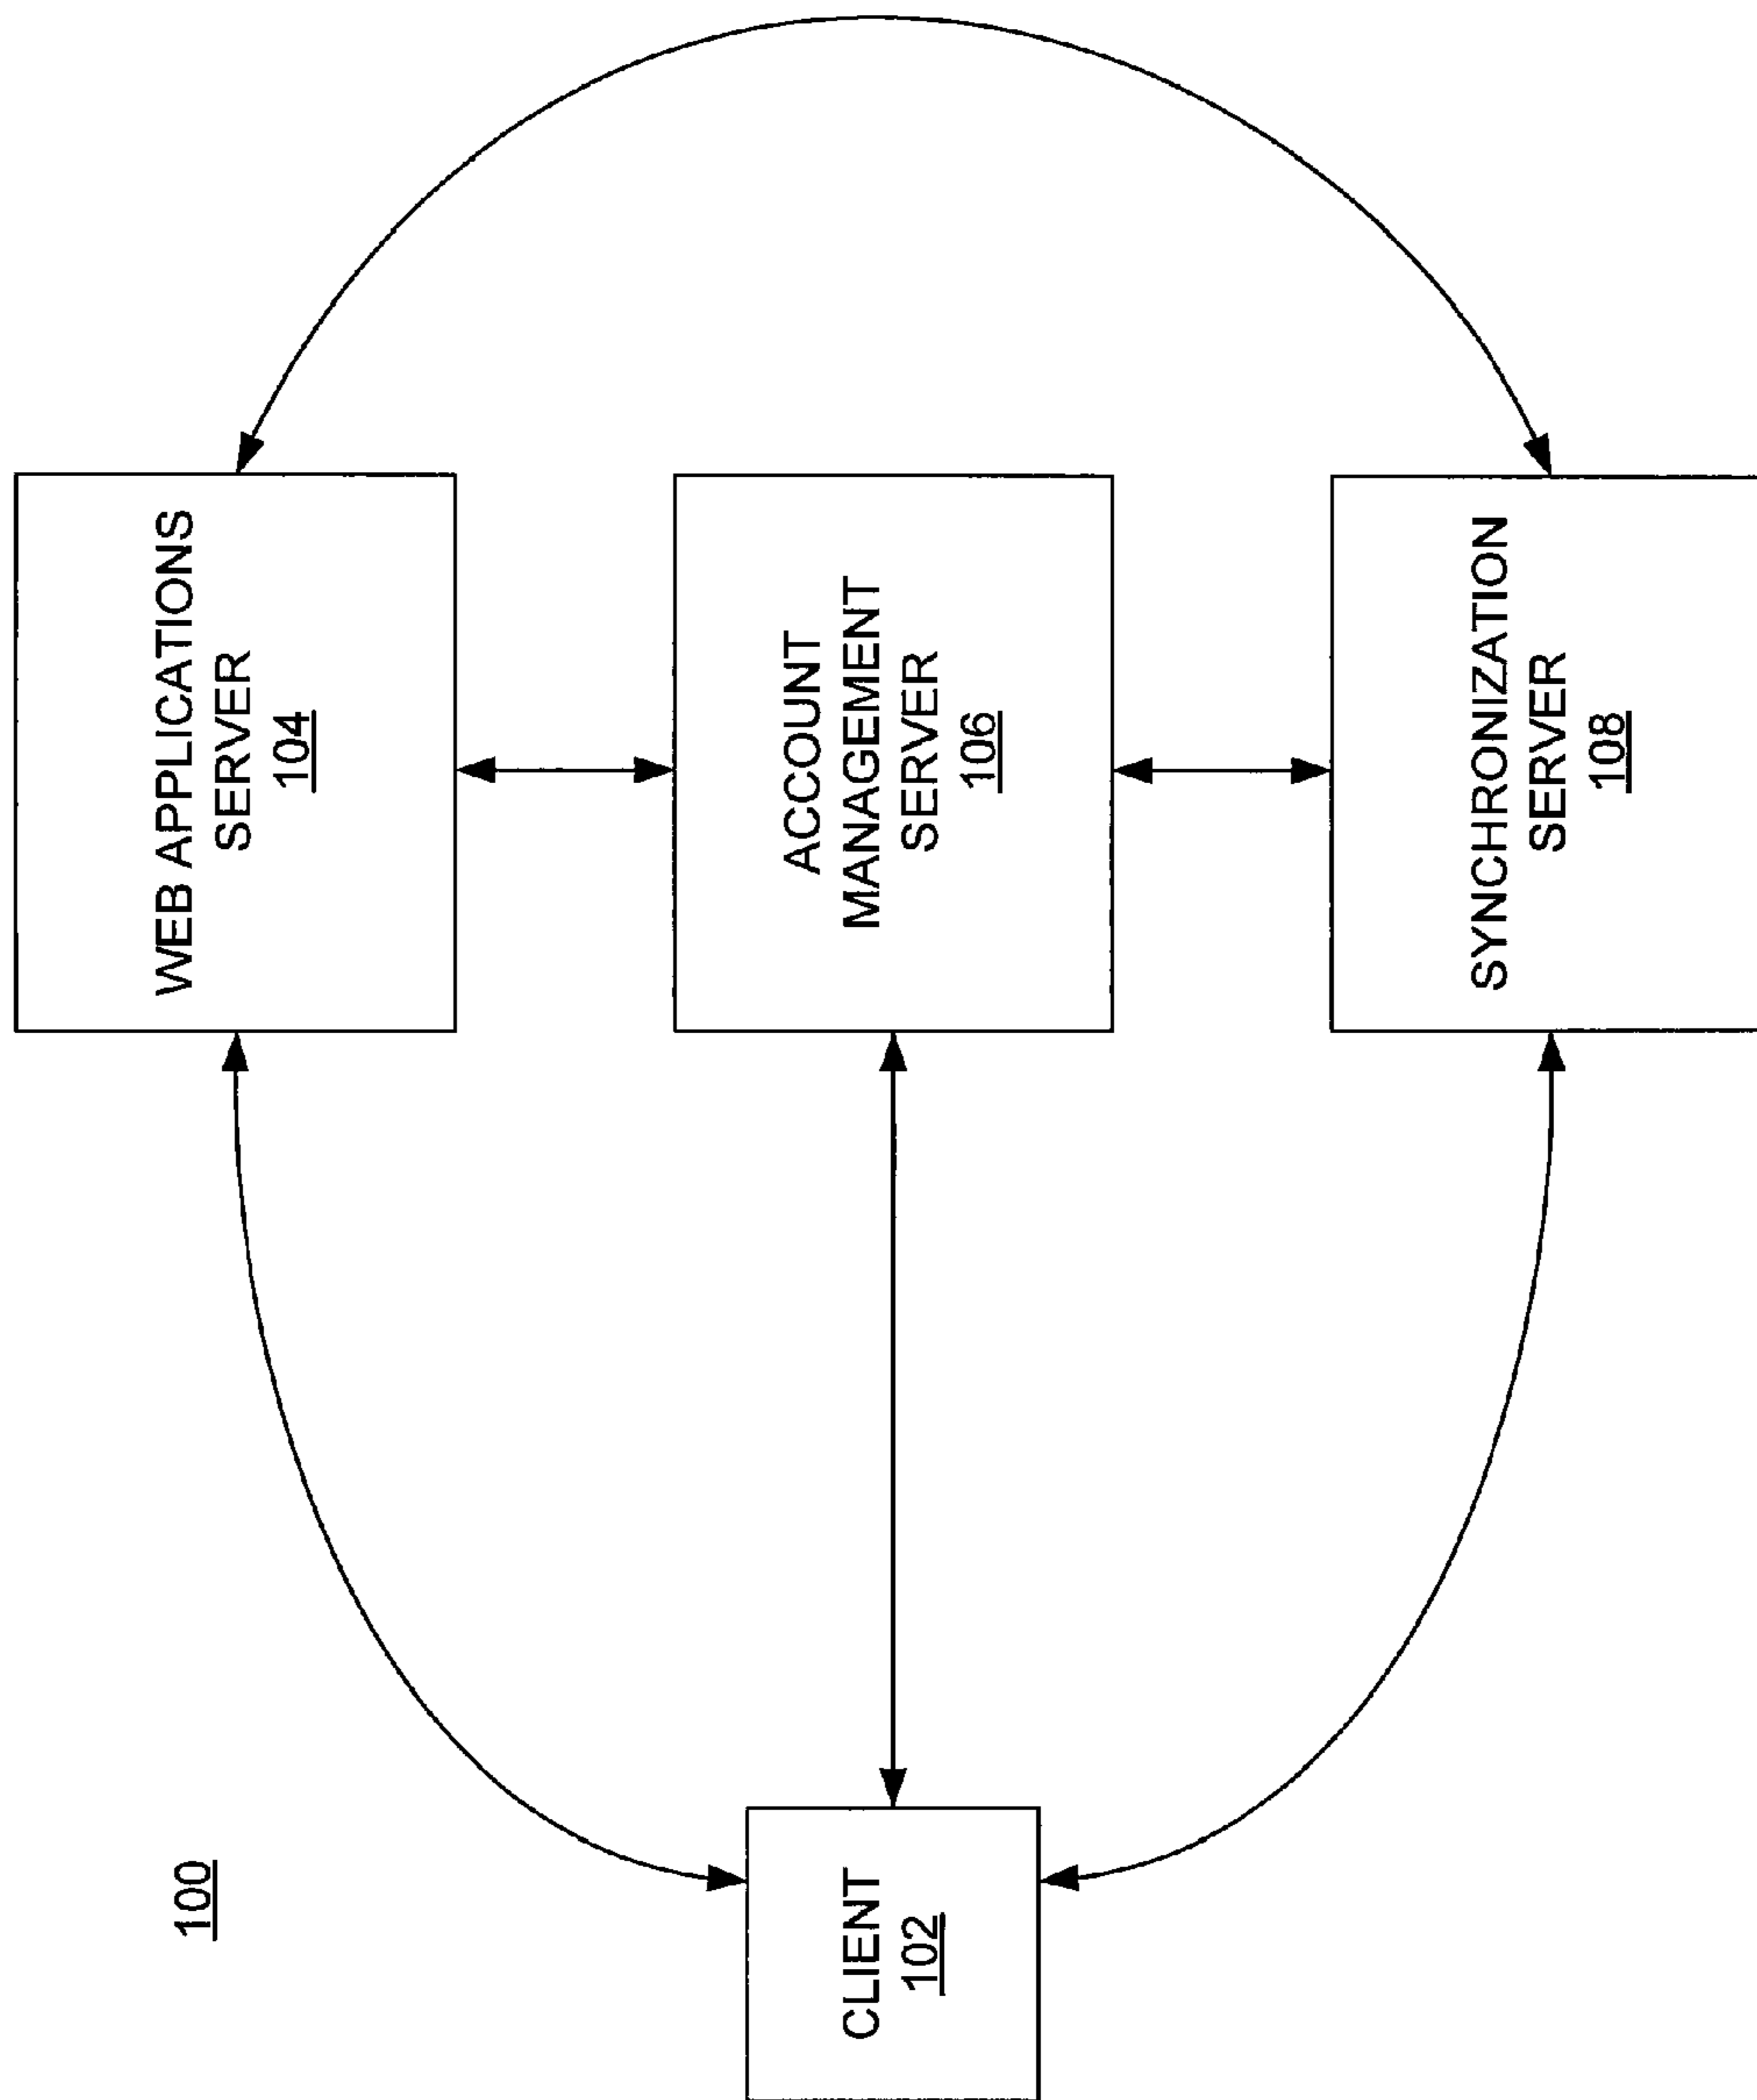 100
WEB APPLICATIONS
SERVER
104
CLIENT
102
ACCOUNT
MANAGEMENT
SERVER
106
SYNCHRONIZATION
SERVER
108